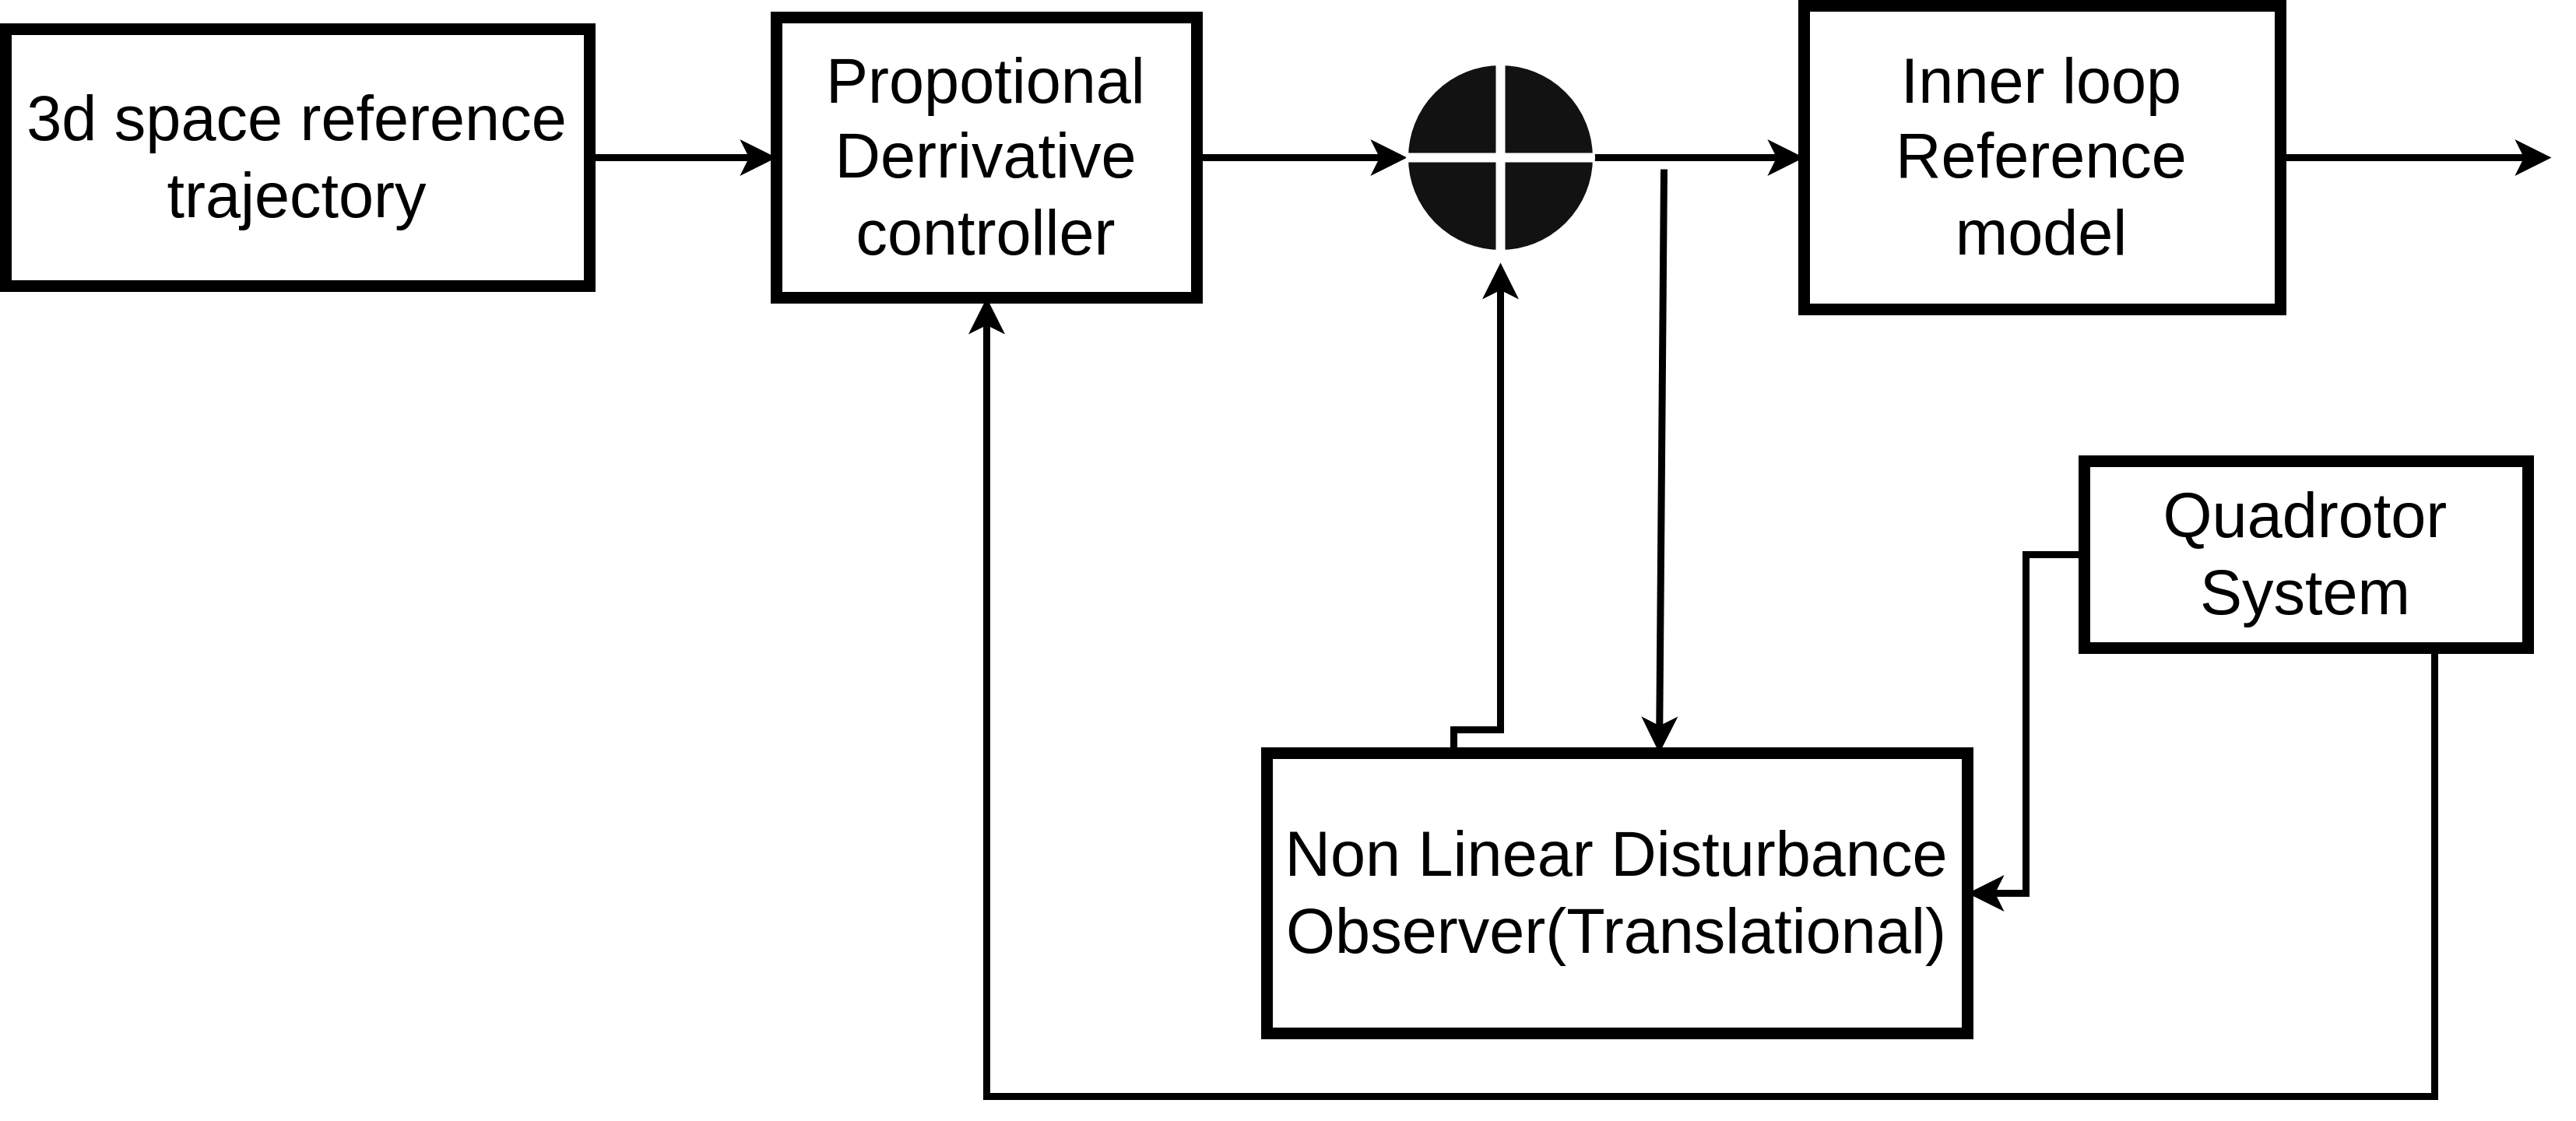 3d space reference
trajectory
Propotional
Derrivative
controller
Inner loop
Reference
model
Quadrotor
System
Non Linear Disturbance
Observer(Translational)